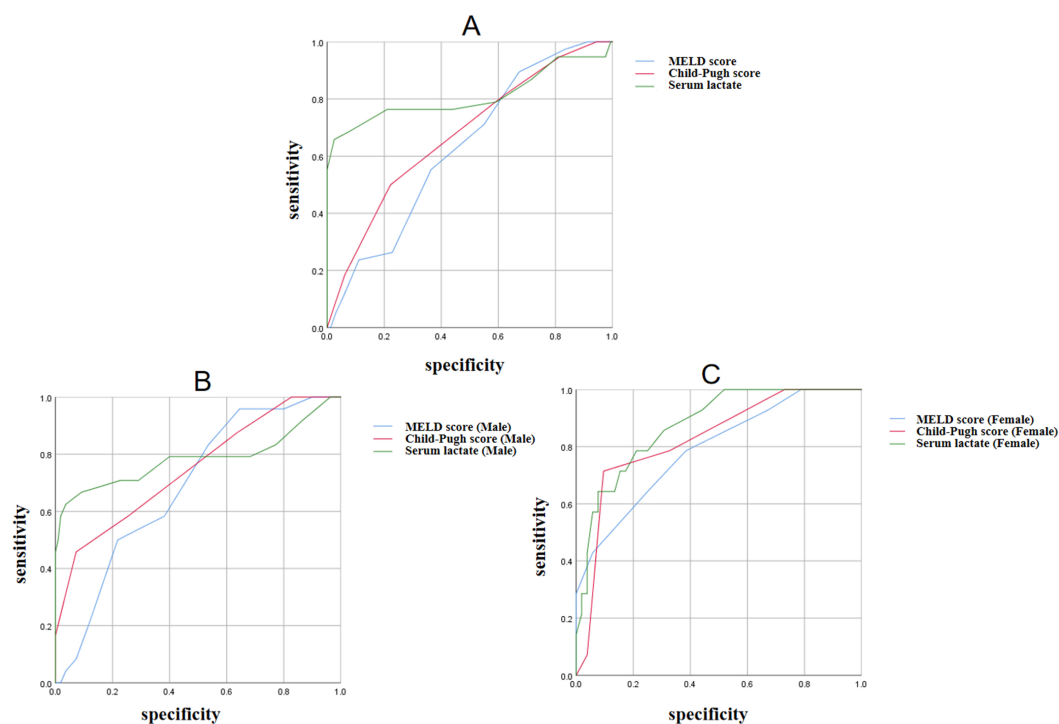 A
1.0
0.8
0.6
0.4
0.2
0.0
0.0 0.2 0.4 0.6 0.8 1.0
sensitivity
specificity
MELD score
Child-Pugh score
Serum lactate
B
1.0
0.8
0.6
0.4
0.2
0.0
0.0 0.2 0.4 0.6 0.8 1.0
sensitivity
specificity
MELD score (Male)
Child-Pugh score (Male)
Serum lactate (Male)
C
1.0
0.8
0.6
0.4
0.2
0.0
0.0 0.2 0.4 0.6 0.8 1.0
sensitivity
specificity
MELD score (Female)
Child-Pugh score (Female)
Serum lactate (Female)